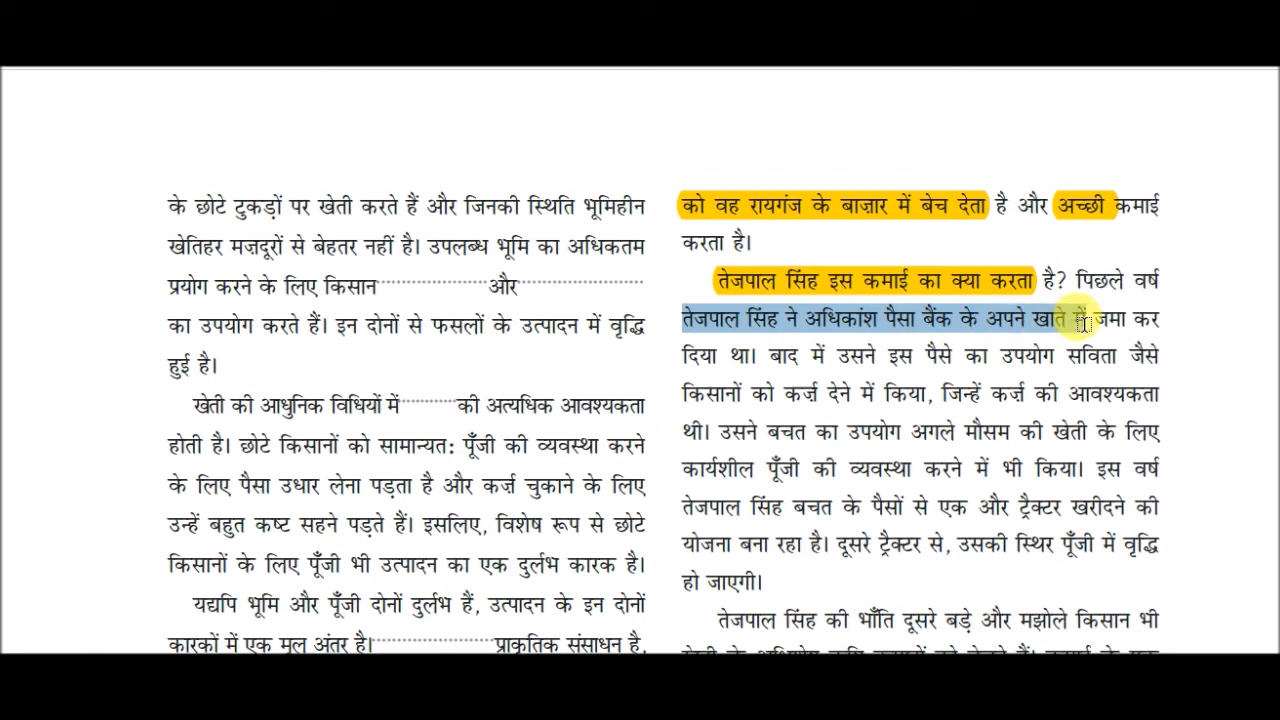 के छोटे टुकड़ों पर खेती करते हैं और जिनकी स्थिति भूमिहीन
खेतिहर मज़दूरों से बेहतर नहीं है। उपलब्ध भूमि का अधिकतम
प्रयोग करने के लिए किसान ........................ और ...........................
का उपयोग करते हैं। इन दोनों से फसलों के उत्पादन में वृद्धि
हुई है।
खेती की आधुनिक विधियों में ............ की अत्यधिक आवश्यकता
होती है। छोटे किसानों को सामान्यत: पूँजी की व्यवस्था करने
के लिए पैसा उधार लेना पड़ता है और कर्ज़ चुकाने के लिए
उन्हें बहुत कष्ट सहने पड़ते हैं। इसलिए, विशेष रूप से छोटे
किसानों के लिए पूँजी भी उत्पादन का एक दुर्लभ कारक है।
यद्यपि भूमि और पूँजी दोनों दुर्लभ हैं, उत्पादन के इन दोनों
कारकों में एक मूल अंतर है। .......................... प्राकृतिक संसाधन है,
को वह रायगंज के बाज़ार में बेच देता है और अच्छी कमाई
करता है।
तेजपाल सिंह इस कमाई का क्या करता है? पिछले वर्ष
तेजपाल सिंह ने अधिकांश पैसा बैंक के अपने खाते में जमा कर
दिया था। बाद में उसने इस पैसे का उपयोग सविता जैसे
किसानों को कर्ज़ देने में किया, जिन्हें कर्ज़ की आवश्यकता
थी। उसने बचत का उपयोग अगले मौसम की खेती के लिए
कार्यशील पूँजी की व्यवस्था करने में भी किया। इस वर्ष
तेजपाल सिंह बचत के पैसों से एक और ट्रैक्टर खरीदने की
योजना बना रहा है। दूसरे ट्रैक्टर से, उसकी स्थिर पूँजी में वृद्धि
हो जाएगी।
तेजपाल सिंह की भाँति दूसरे बड़े और मझोले किसान भी